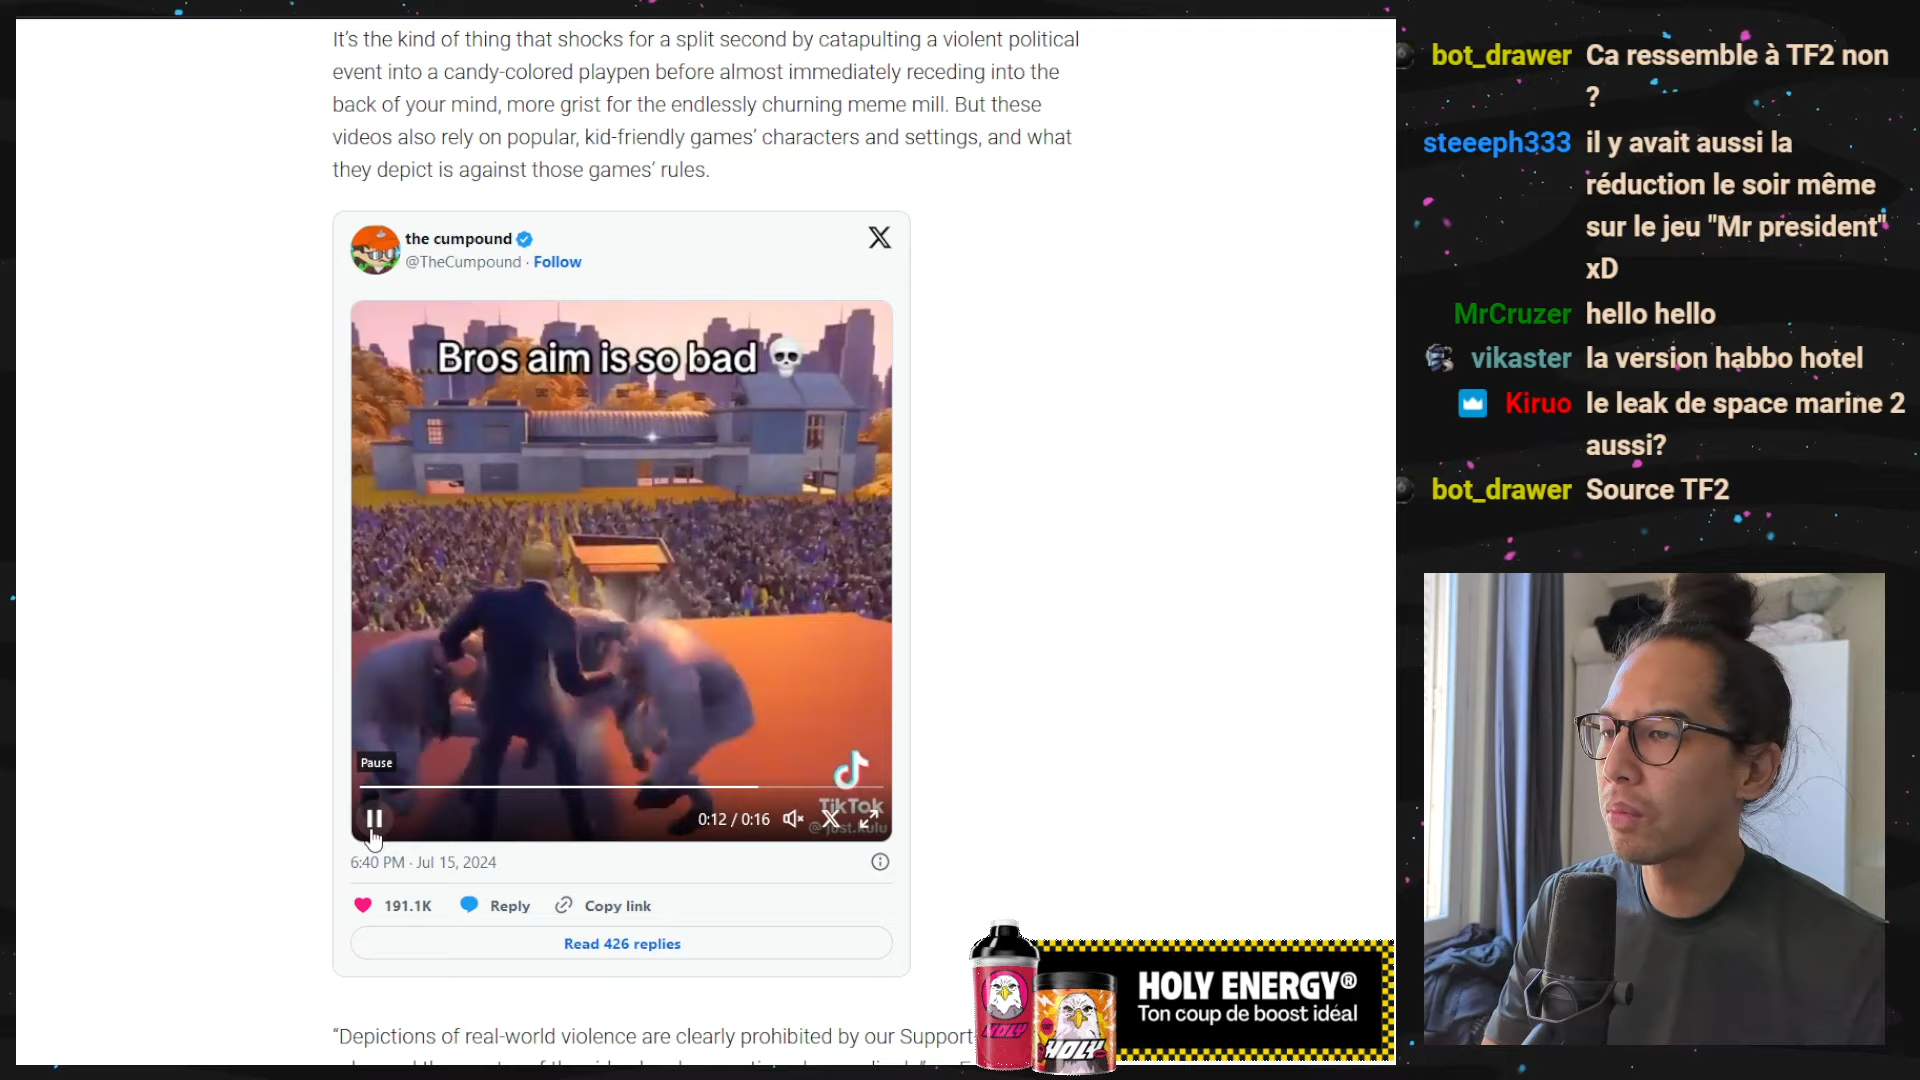 It's the kind of thing that shocks for a split second by catapulting a violent political
event into a candy-colored playpen before almost immediately receding into the
back of your mind, more grist for the endlessly churning meme mill. But these
videos also rely on popular, kid-friendly games' characters and settings, and what
they depict is against those games' rules.
the cumpound
@TheCumpound · Follow
Bros aim is so bad 💀
Pause
0:12 / 0:16
TikTok
@just.kulu
6:40 PM · Jul 15, 2024
191.1K
Reply
Copy link
Read 426 replies
"Depictions of real-world violence are clearly prohibited by our Support
HOLY ENERGY®
Ton coup de boost idéal
HOLY
HOLY
bot_drawer Ca ressemble à TF2 non
?
steeeph333 il y avait aussi la
réduction le soir même
sur le jeu "Mr president"
xD
MrCruzer hello hello
vikaster la version habbo hotel
Kiruo le leak de space marine 2
aussi?
bot_drawer Source TF2